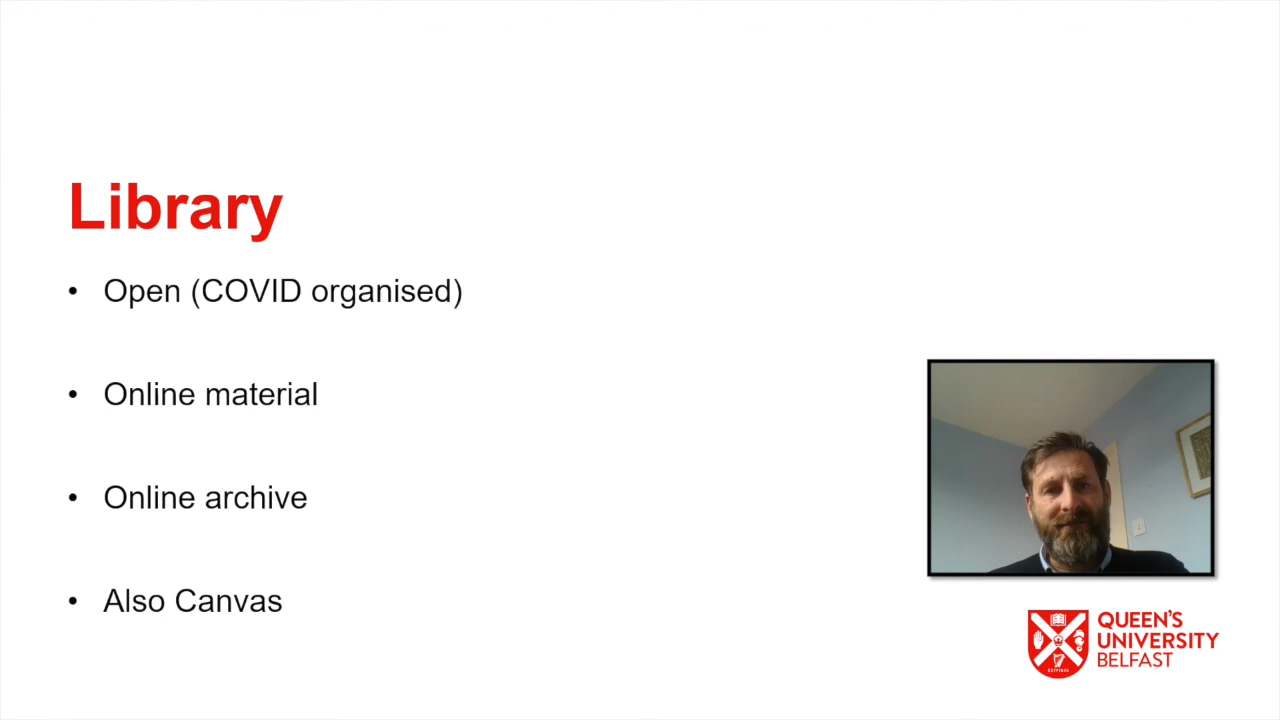 Library
• Open (COVID organised)
• Online material
• Online archive
• Also Canvas
QUEEN'S
UNIVERSITY
BELFAST